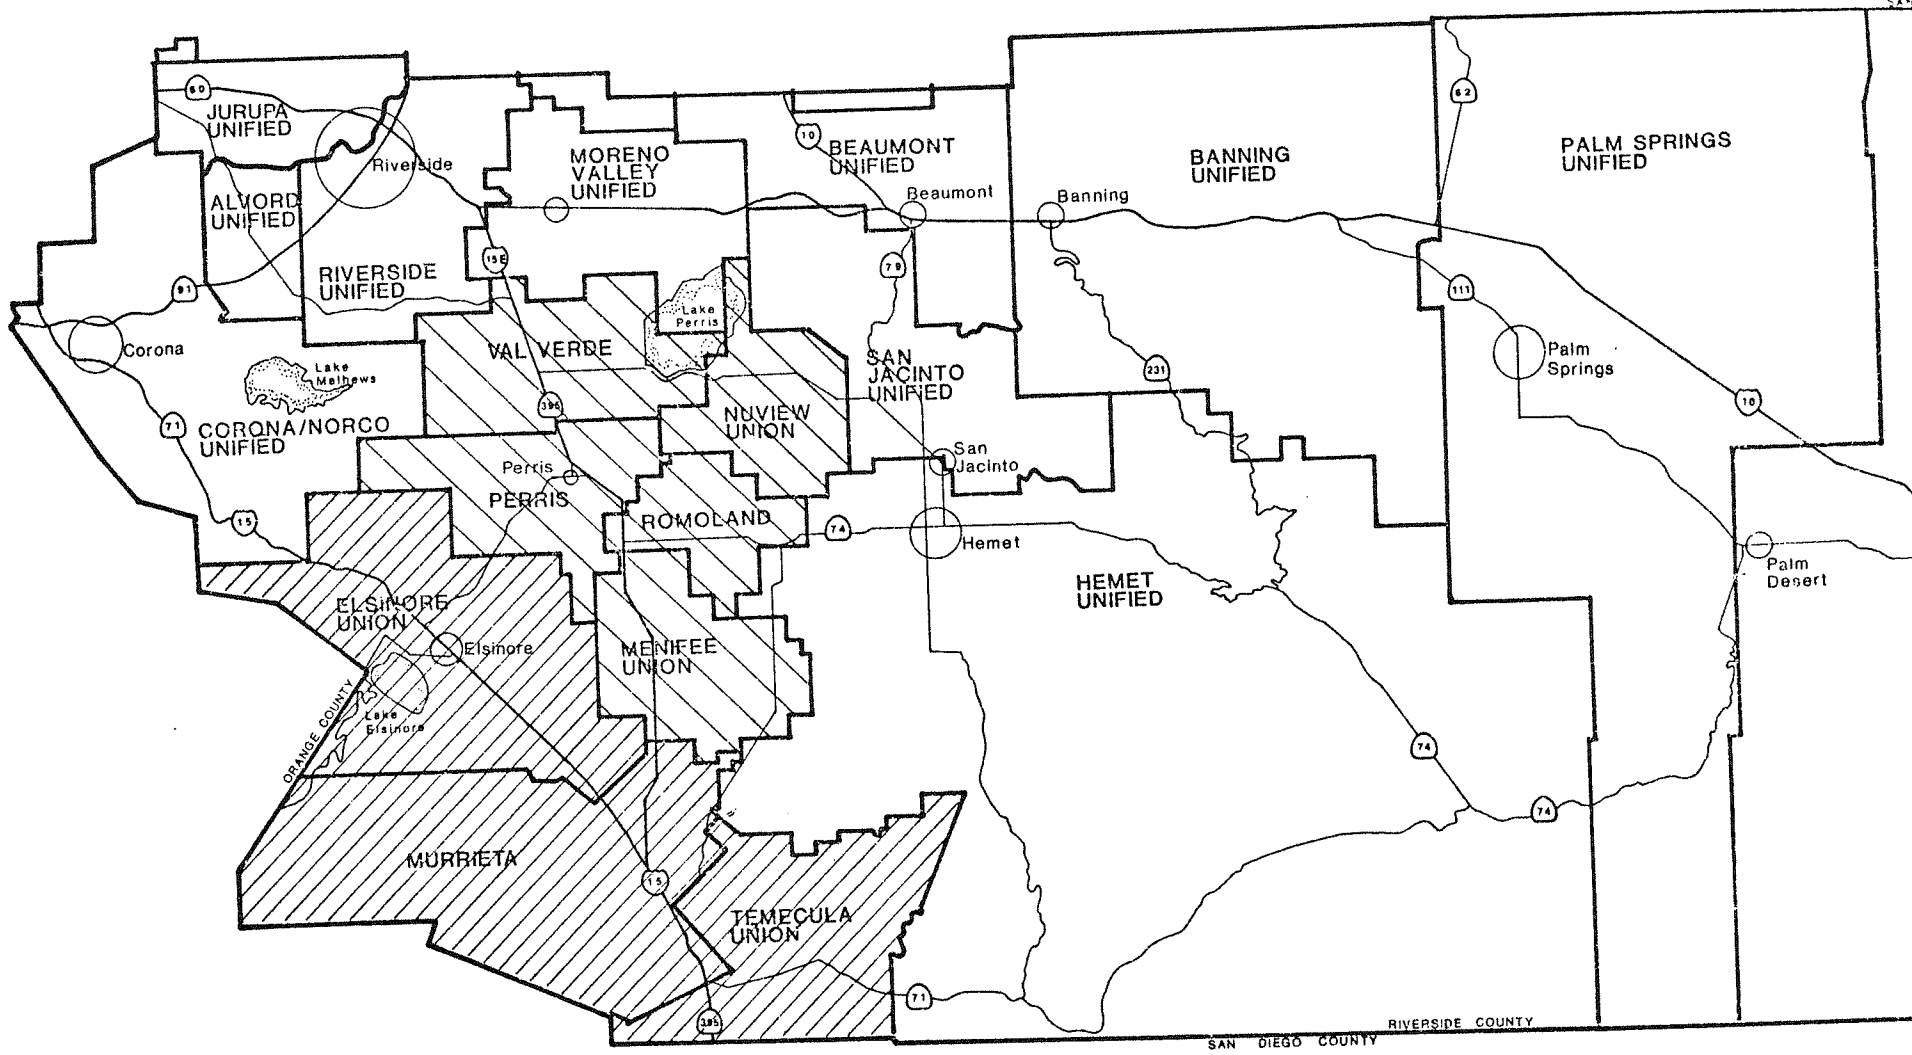 60
JURUPA
UNIFIED
Riverside
ALVORD
UNIFIED
MORENO
VALLEY
UNIFIED
10
BEAUMONT
UNIFIED
Beaumont
BANNING
UNIFIED
Banning
62
PALM SPRINGS
UNIFIED
91
RIVERSIDE
UNIFIED
15E
79
111
Lake
Perris
Corona
Lake
Mathews
VAL VERDE
SAN
JACINTO
UNIFIED
231
Palm
Springs
10
71
CORONA/NORCO
UNIFIED
395
NUVIEW
UNION
Perris
PERRIS
San
Jacinto
15
ROMOLAND
74
Hemet
Palm
Desert
HEMET
UNIFIED
ELSINORE
UNION
Elsinore
MENIFEE
UNION
Lake
Elsinore
ORANGE COUNTY
74
74
MURRIETA
15
TEMECULA
UNION
71
395
RIVERSIDE COUNTY
SAN DIEGO COUNTY